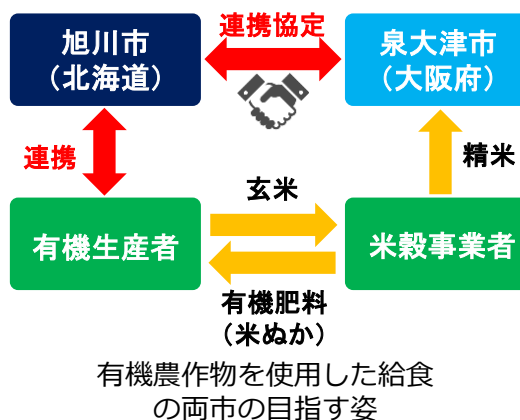 連携協定
旭川市
（北海道）
泉大津市
（大阪府）
連携
精米
玄米
有機生産者
米穀事業者
有機肥料
（米ぬか）
有機農作物を使用した給食
の両市の目指す姿